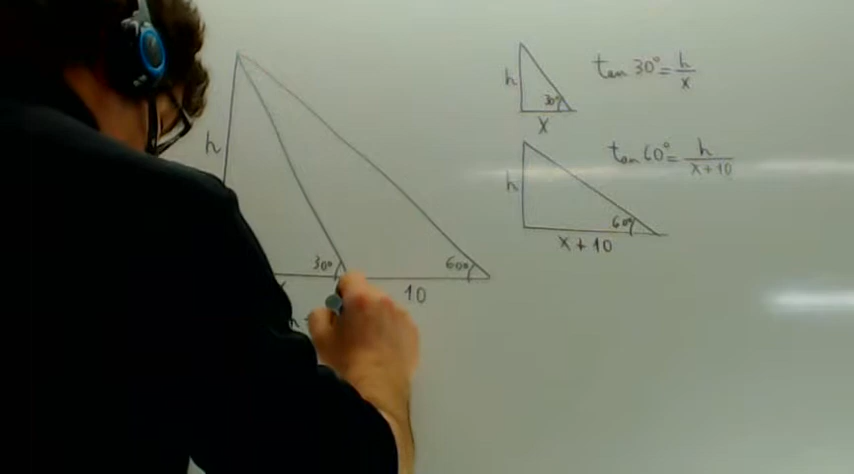 h
30°
60°
10
h
30°
x
tan 30° = h/x
h
60°
x + 10
tan 60° = h/x+10